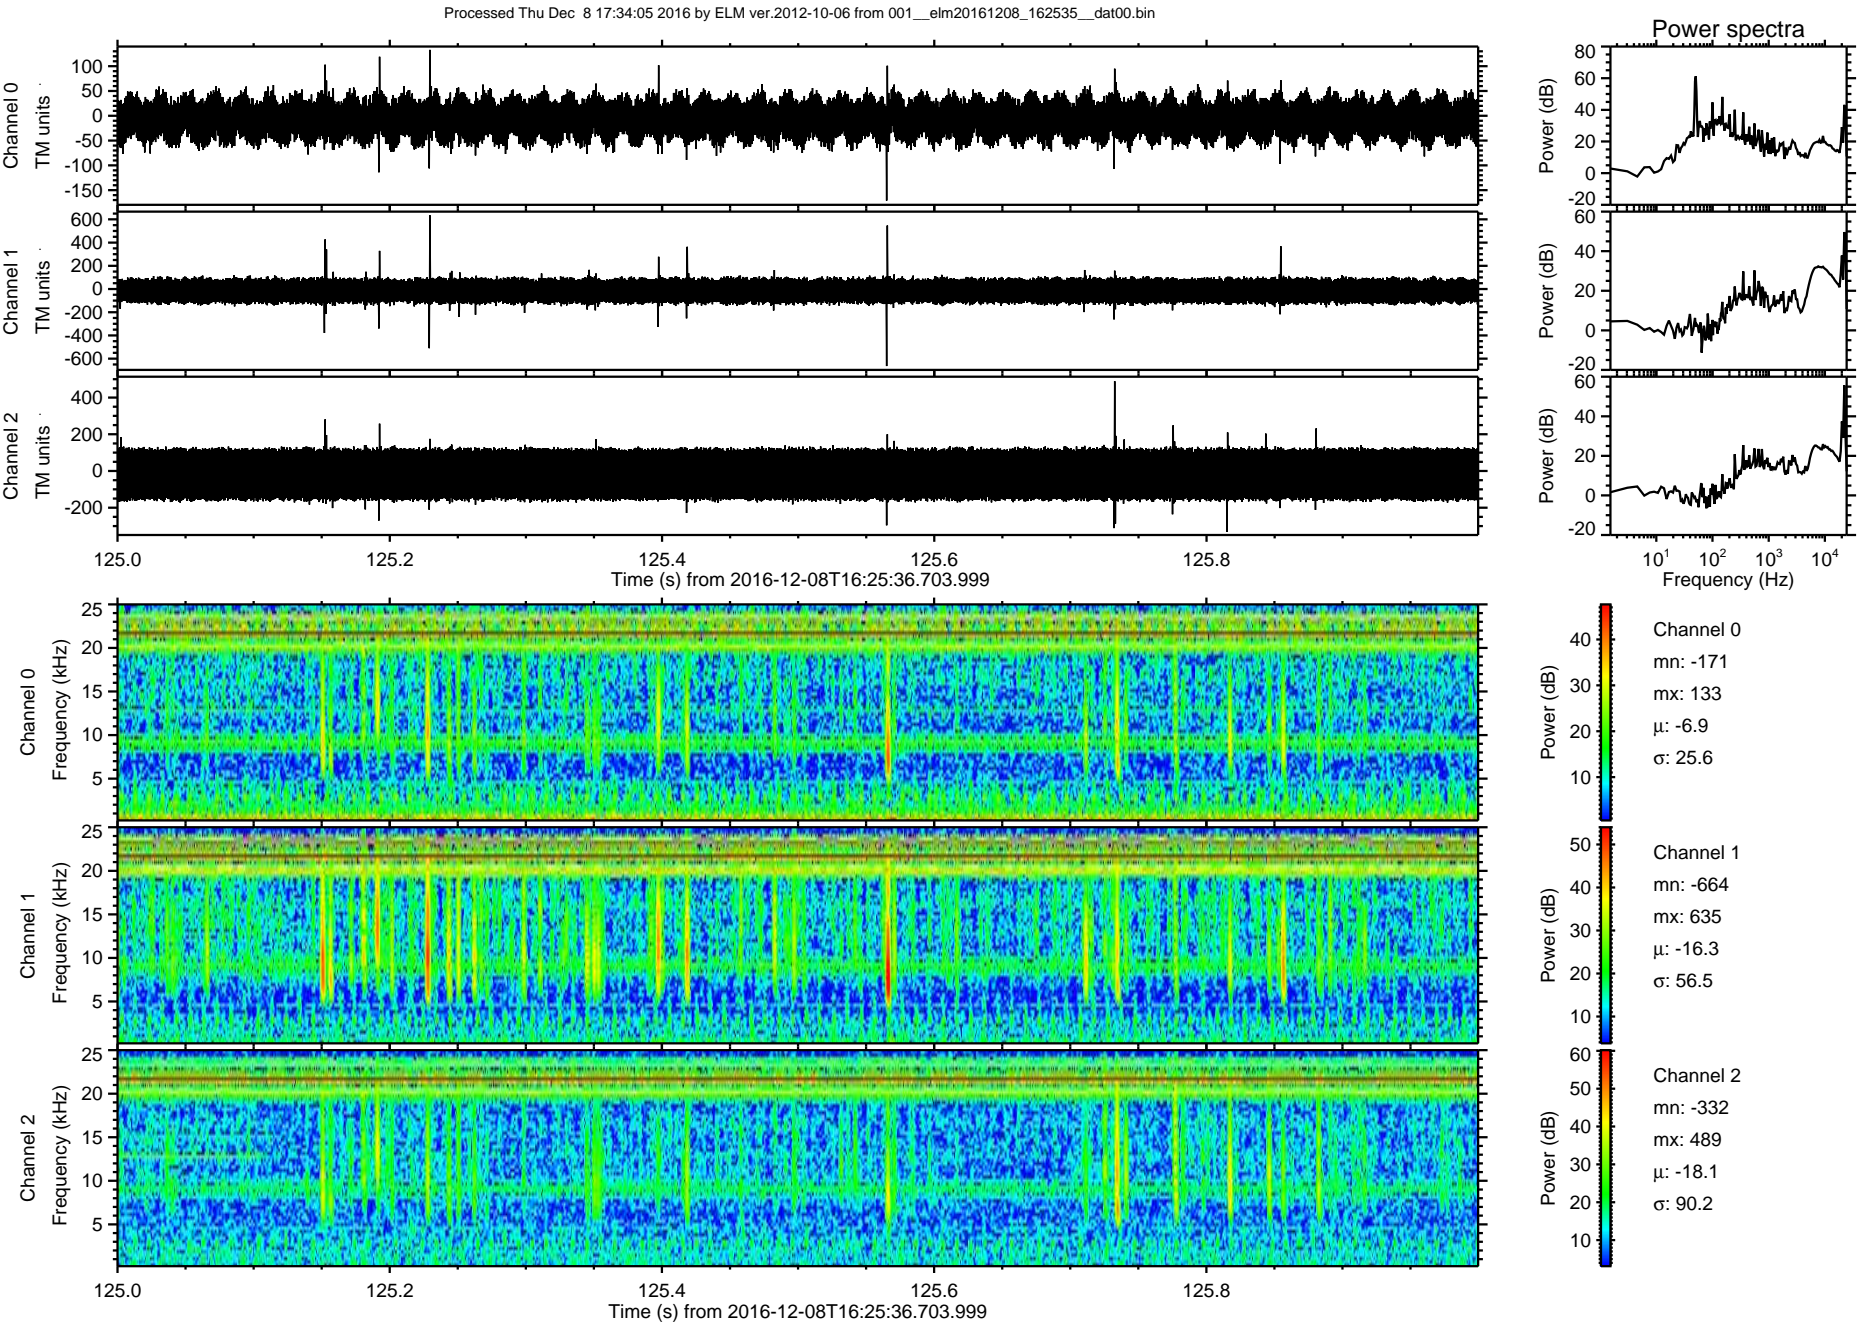 Processed Thu Dec  8 17:34:05 2016 by ELM ver.2012-10-06 from 001__elm20161208_162535__dat00.bin
Power spectra
Channel 0
TM units
100
50
0
-50
-100
-150
Power (dB)
80
60
40
20
0
-20
Channel 1
TM units
600
400
200
0
-200
-400
-600
Power (dB)
60
40
20
0
-20
Channel 2
TM units
400
200
0
-200
Power (dB)
60
40
20
0
-20
125.0 125.2 125.4 125.6 125.8
Time (s) from 2016-12-08T16:25:36.703.999
10¹ 10² 10³ 10⁴
Frequency (Hz)
Channel 0
Frequency (kHz)
25
20
15
10
5
Power (dB)
40
30
20
10
Channel 0
mn: -171
mx: 133
μ: -6.9
σ: 25.6
Channel 1
Frequency (kHz)
25
20
15
10
5
Power (dB)
50
40
30
20
10
Channel 1
mn: -664
mx: 635
μ: -16.3
σ: 56.5
Channel 2
Frequency (kHz)
25
20
15
10
5
Power (dB)
60
50
40
30
20
10
Channel 2
mn: -332
mx: 489
μ: -18.1
σ: 90.2
125.0 125.2 125.4 125.6 125.8
Time (s) from 2016-12-08T16:25:36.703.999